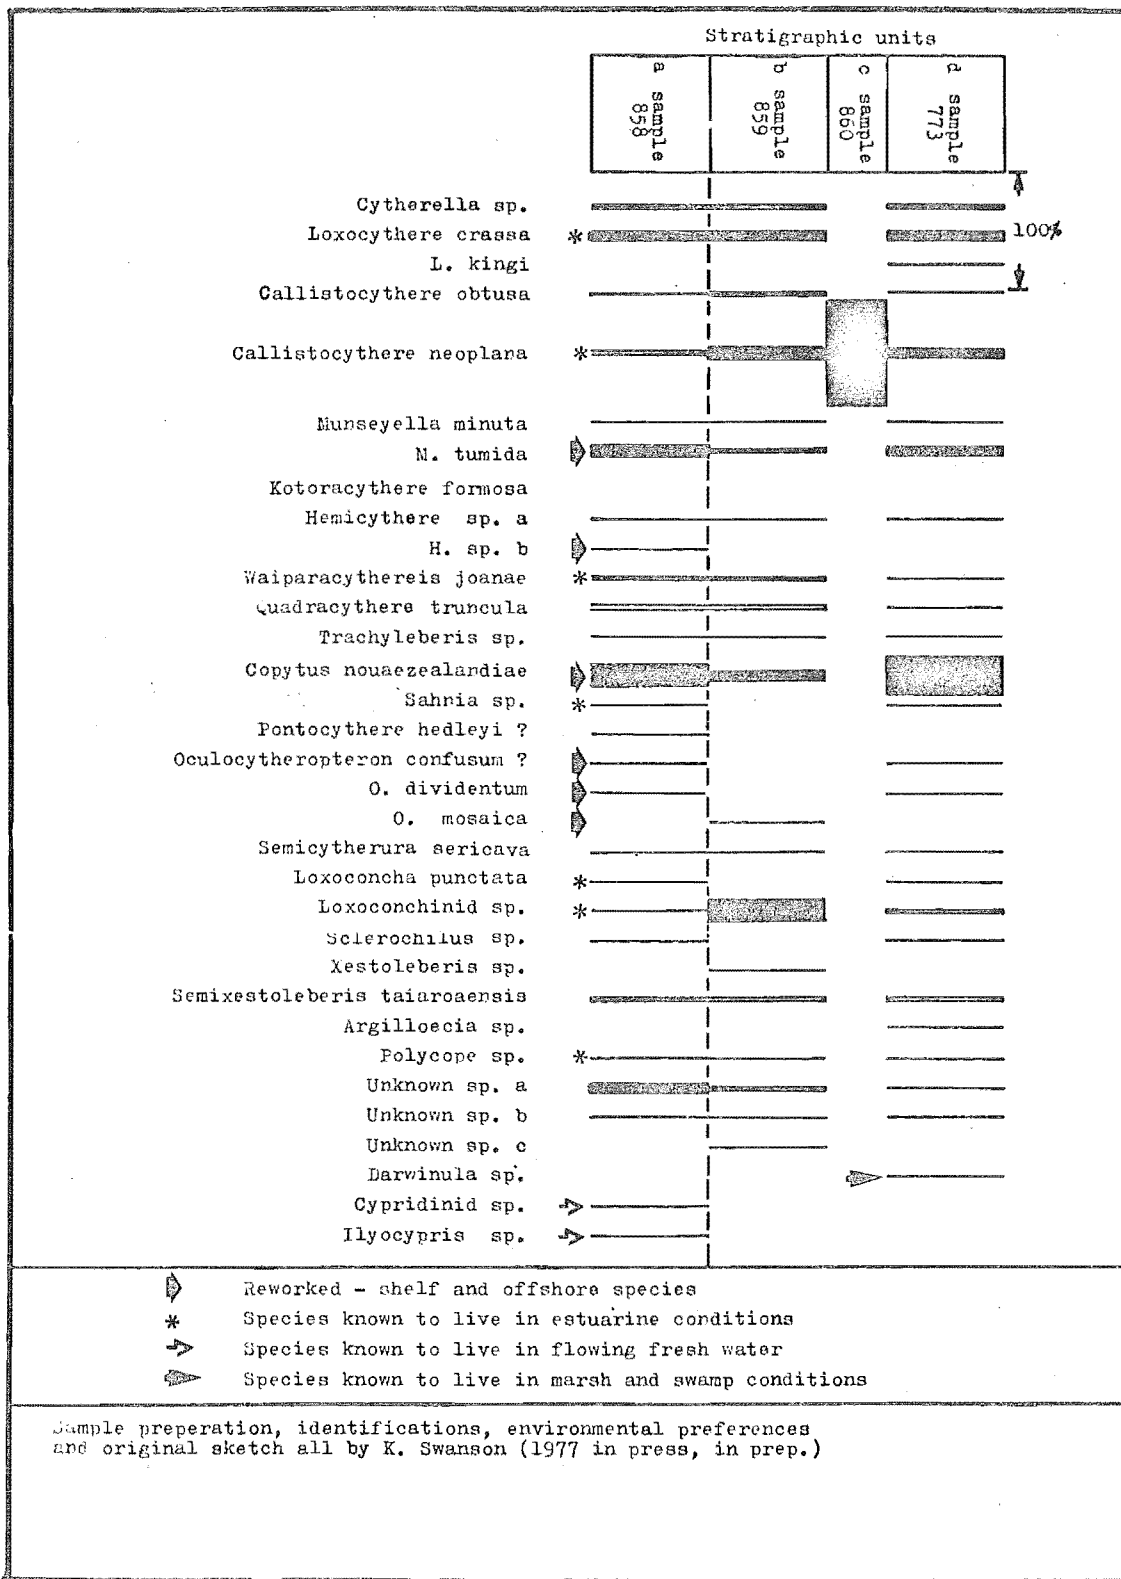 Stratigraphic units
a sample 858
b sample 859
c sample 860
d sample 773
100%
Cytherella sp.
Loxocythere crassa *
L. kingi
Callistocythere obtusa
Callistocythere neoplana *
Munseyella minuta
M. tumida
Kotoracythere formosa
Hemicythere sp. a
H. sp. b
Waiparacythereis joanae *
Quadracythere truncula
Trachyleberis sp.
Copytus nouaezealandiae
Sahnia sp. *
Pontocythere hedleyi ?
Oculocytheropteron confusum ?
O. dividentum
O. mosaica
Semicytherura sericava
Loxoconcha punctata *
Loxoconchinid sp. *
Sclerochilus sp.
Xestoleberis sp.
Semixestoleberis taiaroaensis
Argilloecia sp.
Polycope sp. *
Unknown sp. a
Unknown sp. b
Unknown sp. c
Darwinula sp.
Cypridinid sp.
Ilyocypris sp.
Reworked - shelf and offshore species
* Species known to live in estuarine conditions
Species known to live in flowing fresh water
Species known to live in marsh and swamp conditions
Sample preperation, identifications, environmental preferences
and original sketch all by K. Swanson (1977 in press, in prep.)